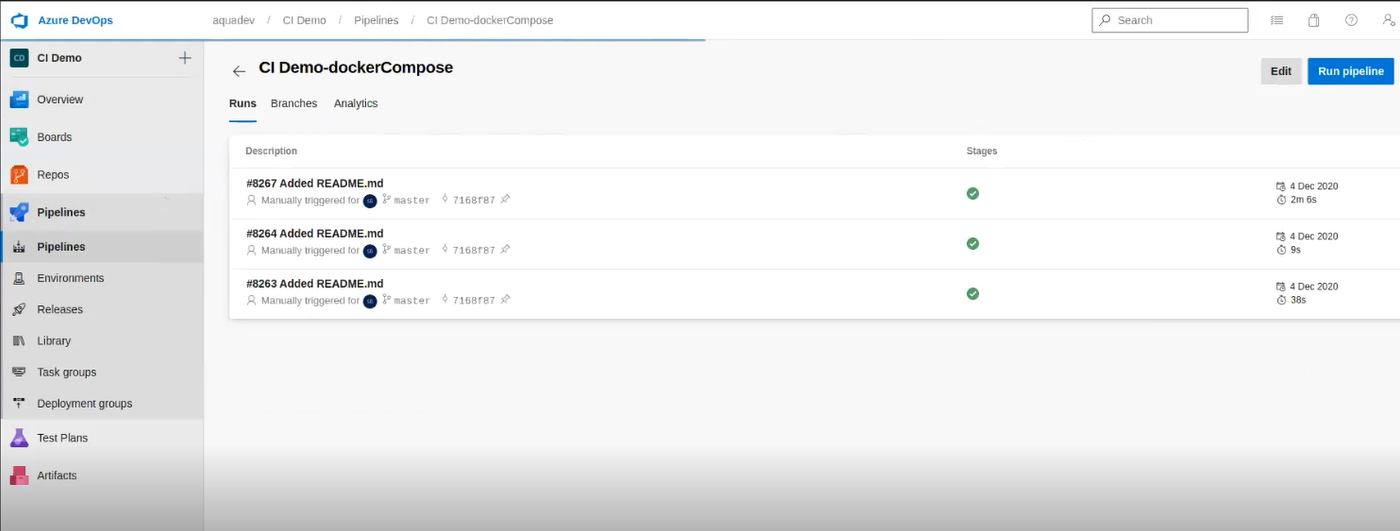 Azure DevOps
aquadev / CI Demo / Pipelines / CI Demo-dockerCompose
Search
CD CI Demo
Overview
Boards
Repos
Pipelines
Pipelines
Environments
Releases
Library
Task groups
Deployment groups
Test Plans
Artifacts
CI Demo-dockerCompose
Edit Run pipeline
Runs Branches Analytics
Description Stages
#8267 Added README.md
Manually triggered for master 7168f87
4 Dec 2020
2m 6s
#8264 Added README.md
Manually triggered for master 7168f87
4 Dec 2020
9s
#8263 Added README.md
Manually triggered for master 7168f87
4 Dec 2020
38s